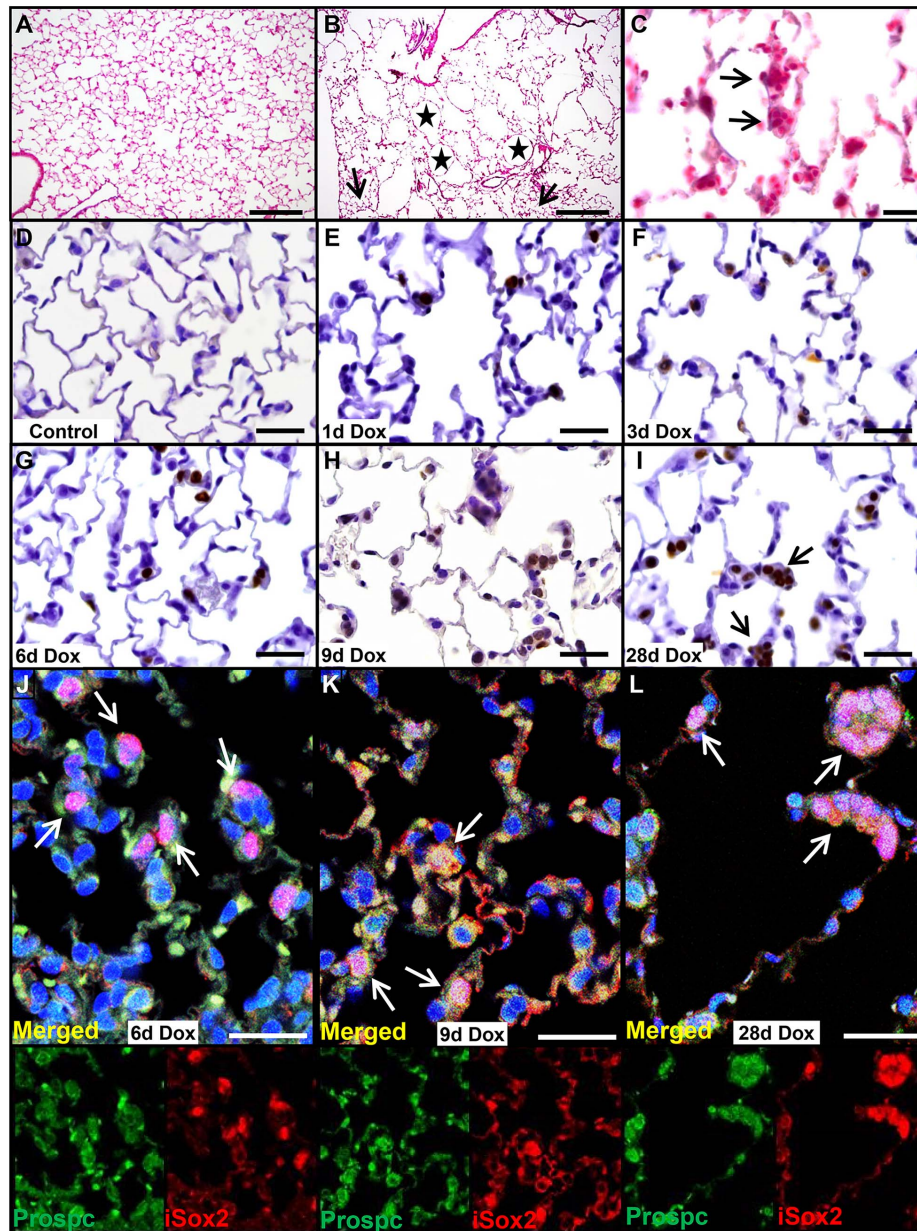 A
B
C
D
Control
E
1d Dox
F
3d Dox
G
6d Dox
H
9d Dox
I
28d Dox
J
Merged
6d Dox
K
Merged
9d Dox
L
Merged
28d Dox
Prospc
iSox2
Prospc
iSox2
Prospc
iSox2